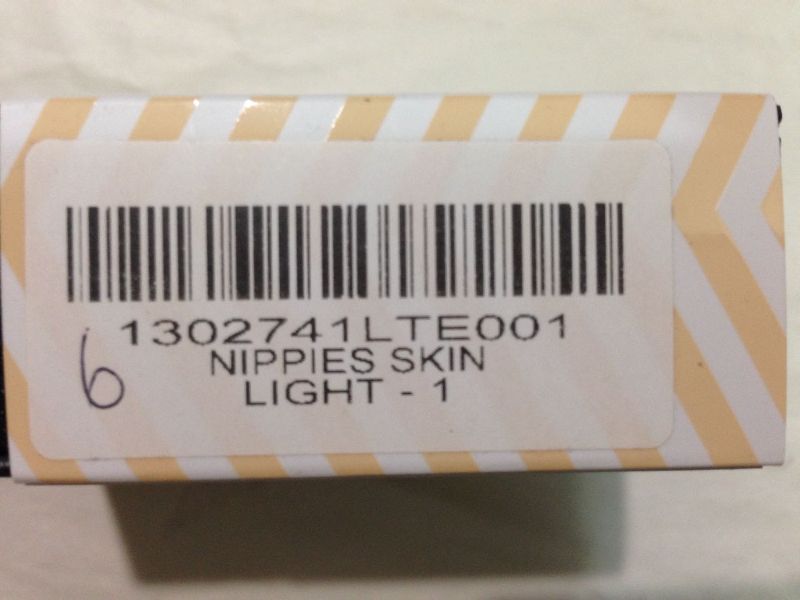 1302741LTE001
6
NIPPIES SKIN
LIGHT - 1